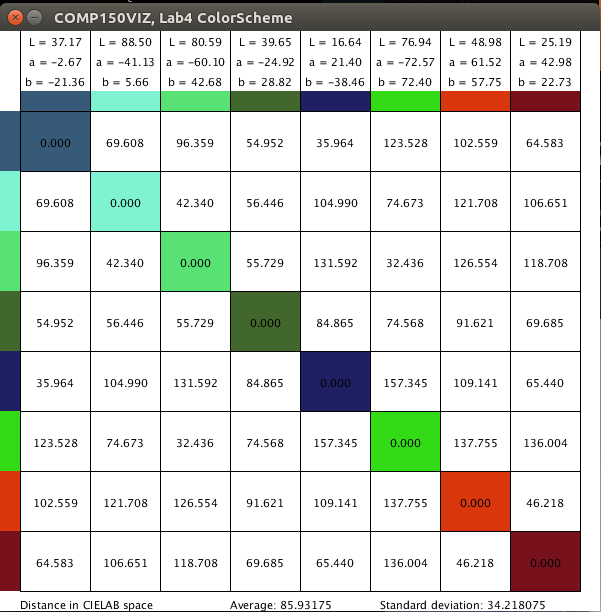 COMP150VIZ, Lab4 ColorScheme
L = 37.17 L = 88.50 L = 80.59 L = 39.65 L = 16.64 L = 76.94 L = 48.98 L = 25.19
a = -2.67 a = -41.13 a = -60.10 a = -24.92 a = 21.40 a = -72.57 a = 61.52 a = 42.98
b = -21.36 b = 5.66 b = 42.68 b = 28.82 b = -38.46 b = 72.40 b = 57.75 b = 22.73
0.000 69.608 96.359 54.952 35.964 123.528 102.559 64.583
69.608 0.000 42.340 56.446 104.990 74.673 121.708 106.651
96.359 42.340 0.000 55.729 131.592 32.436 126.554 118.708
54.952 56.446 55.729 0.000 84.865 74.568 91.621 69.685
35.964 104.990 131.592 84.865 0.000 157.345 109.141 65.440
123.528 74.673 32.436 74.568 157.345 0.000 137.755 136.004
102.559 121.708 126.554 91.621 109.141 137.755 0.000 46.218
64.583 106.651 118.708 69.685 65.440 136.004 46.218 0.000
Distance in CIELAB space Average: 85.93175 Standard deviation: 34.218075